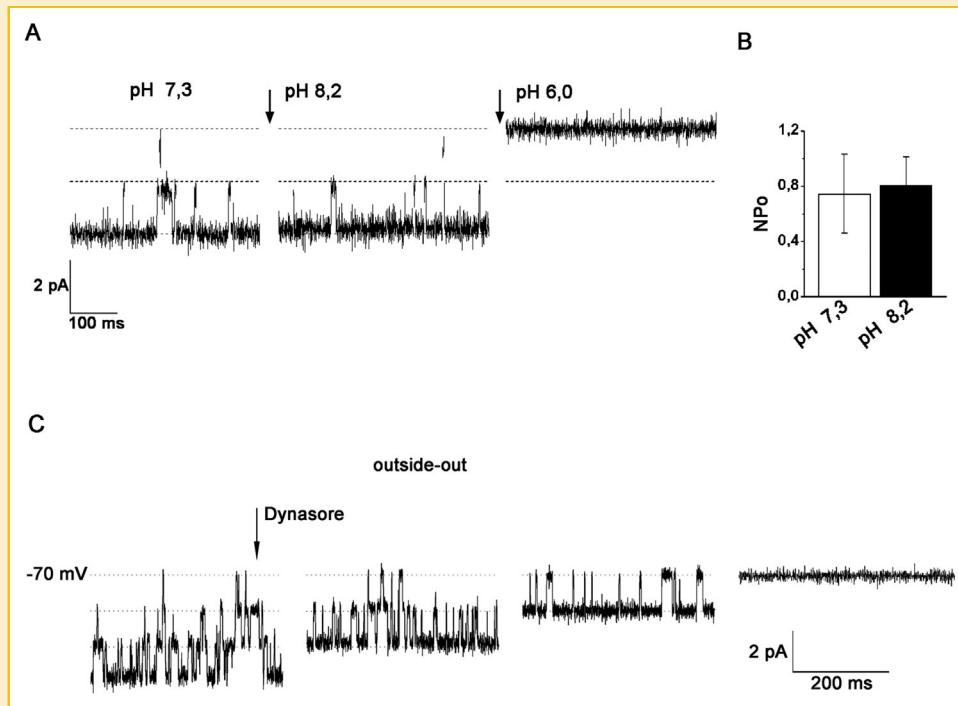 A
pH 7,3
pH 8,2
pH 6,0
2 pA
100 ms
B
1,2
0,8
0,4
0,0
NPo
pH 7,3
pH 8,2
C
outside-out
Dynasore
-70 mV
2 pA
200 ms